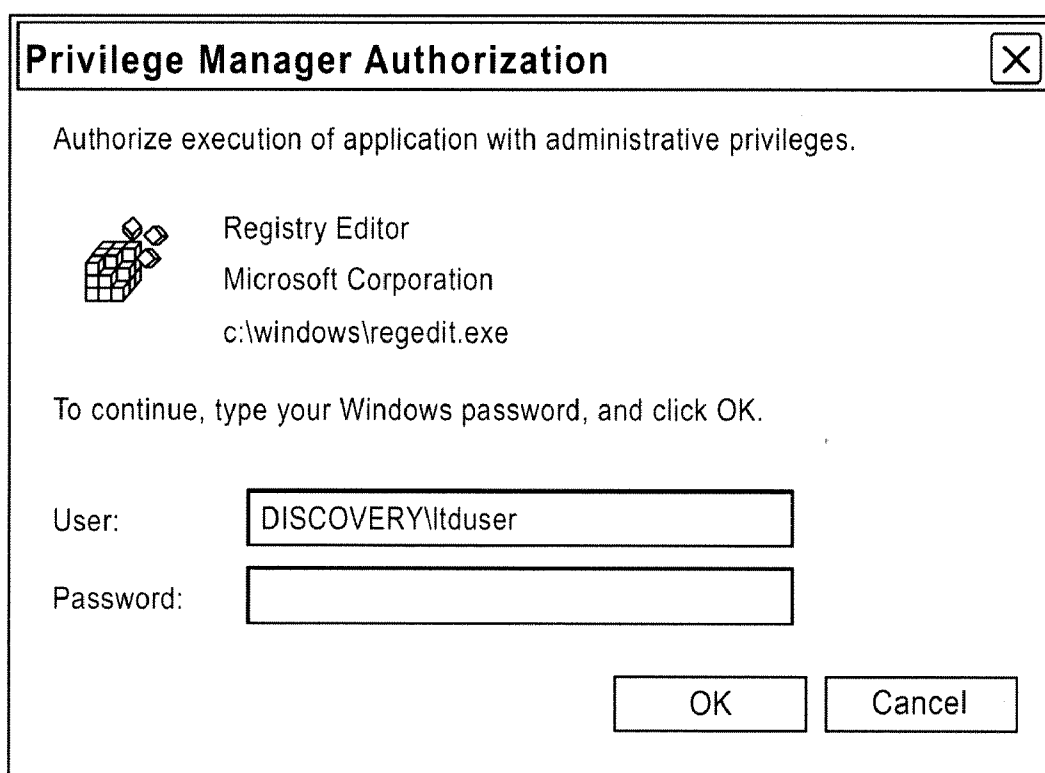 Privilege Manager Authorization
Authorize execution of application with administrative privileges.
Registry Editor
Microsoft Corporation
c:\windows\regedit.exe
To continue, type your Windows password, and click OK.
User: DISCOVERY\ltduser
Password:
OK Cancel